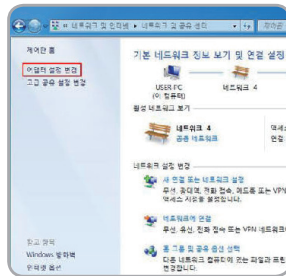 « 네트워크 및 인터넷 ▸ 네트워크 및 공유 센터
제어판 홈
어댑터 설정 변경
고급 공유 설정 변경
참고 항목
Windows 방화벽
인터넷 옵션
기본 네트워크 정보 보기 및 연결 설정
USER-PC
(이 컴퓨터)
네트워크 4
활성 네트워크 보기
네트워크 4
공용 네트워크
액세스
연결:
네트워크 설정 변경
새 연결 또는 네트워크 설정
무선, 광대역, 전화 접속, 애드혹 또는 VPN
액세스 지점을 설정합니다.
네트워크에 연결
무선, 유선, 전화 접속 또는 VPN 네트워크
홈 그룹 및 공유 옵션 선택
다른 네트워크 컴퓨터에 있는 파일과 프린
변경합니다.